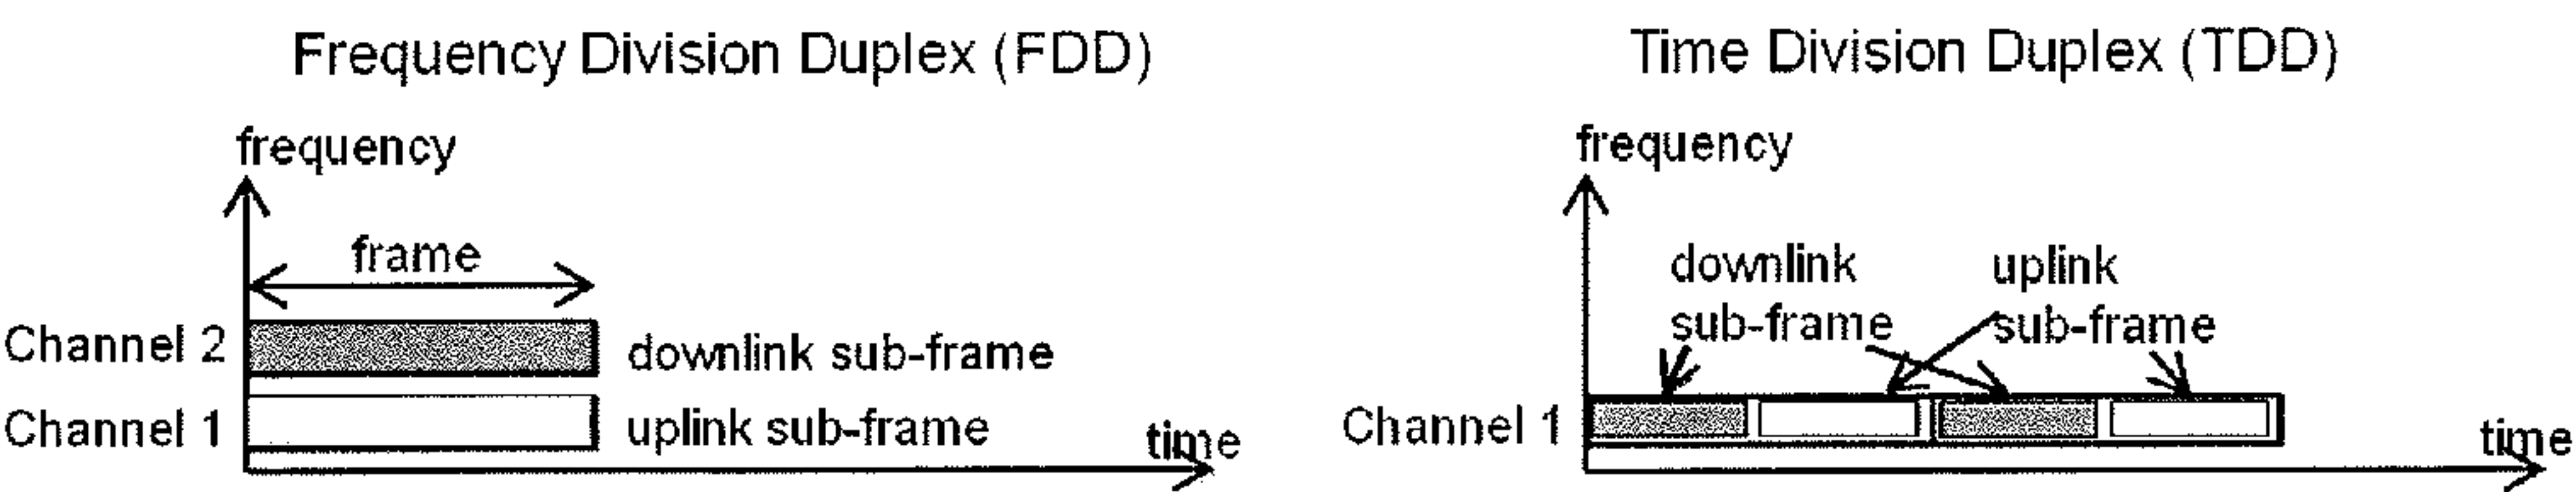 Frequency Division Duplex (FDD)
frequency
frame
Channel 2
downlink sub-frame
Channel 1
uplink sub-frame
time
Time Division Duplex (TDD)
frequency
downlink
sub-frame
uplink
sub-frame
Channel 1
time